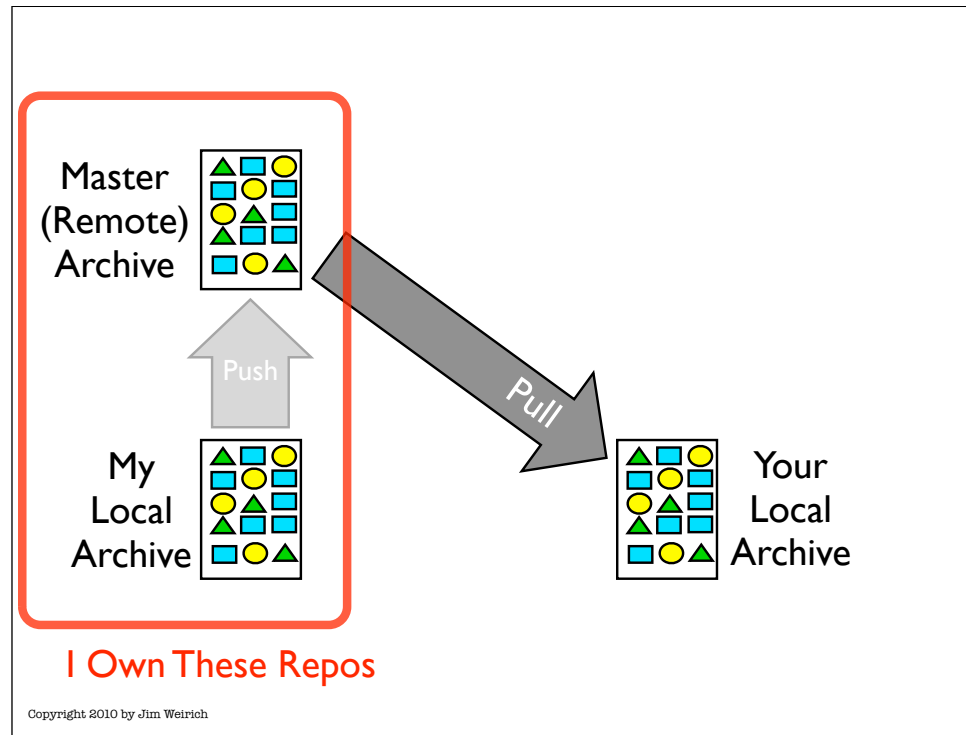 Master
(Remote)
Archive
Push
Pull
My
Local
Archive
Your
Local
Archive
I Own These Repos
Copyright 2010 by Jim Weirich